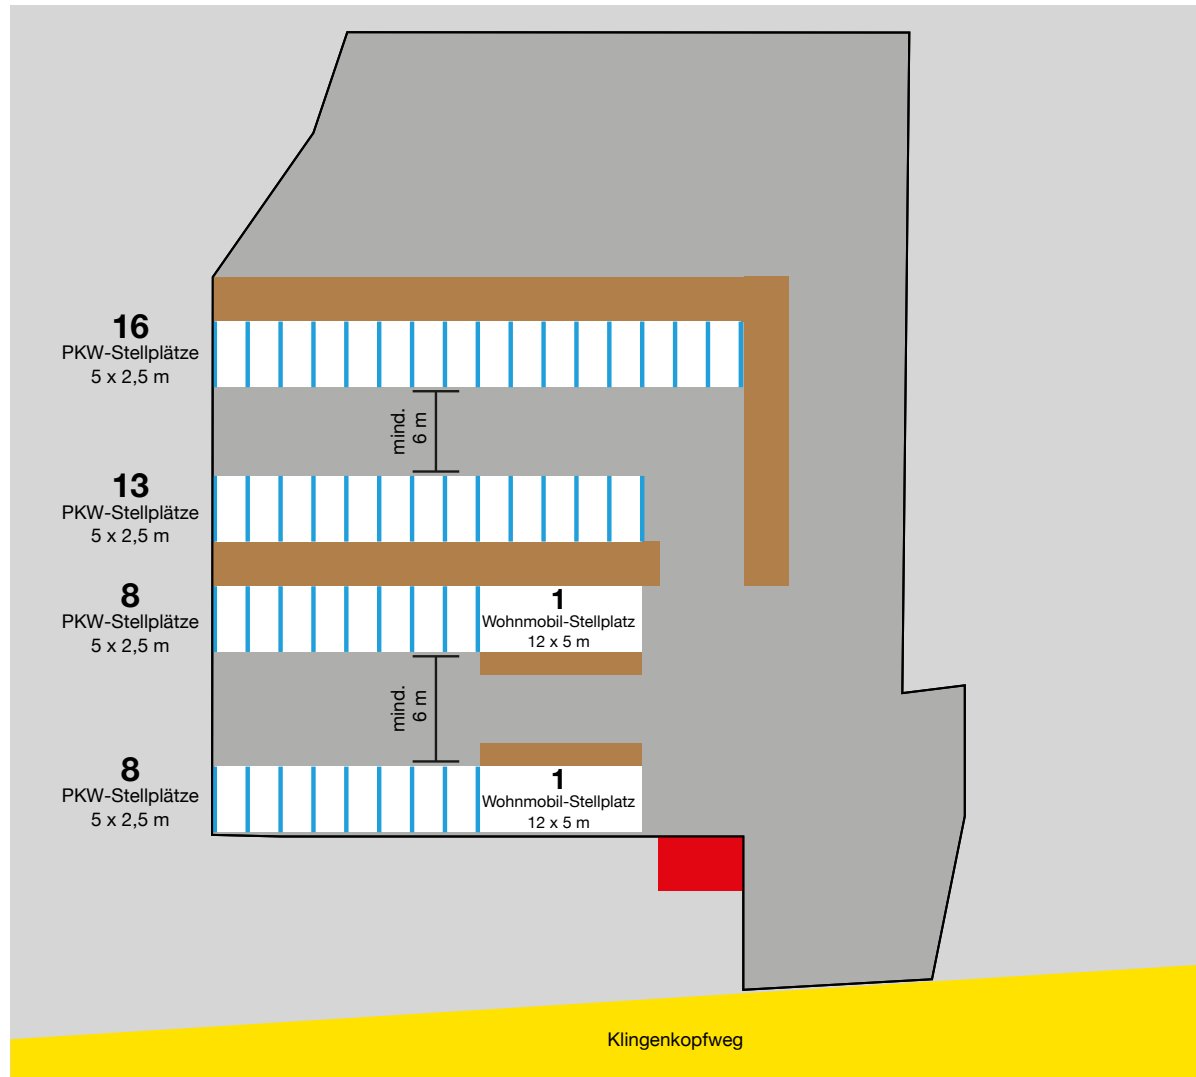 16
PKW-Stellplätze
5 x 2,5 m
mind.
6 m
13
PKW-Stellplätze
5 x 2,5 m
8
PKW-Stellplätze
5 x 2,5 m
1
Wohnmobil-Stellplatz
12 x 5 m
mind.
6 m
8
PKW-Stellplätze
5 x 2,5 m
1
Wohnmobil-Stellplatz
12 x 5 m
Klingenkopfweg